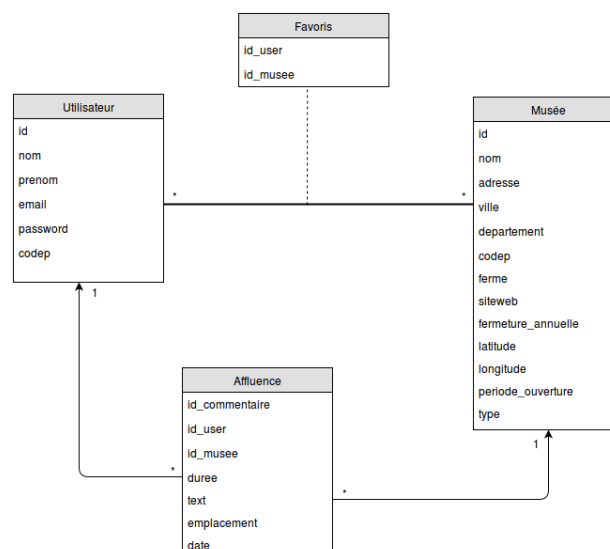 Favoris
id_user
id_musee
Utilisateur
id
nom
prenom
email
password
codep
*
*
1
Musée
id
nom
adresse
ville
departement
codep
ferme
siteweb
fermeture_annuelle
latitude
longitude
periode_ouverture
type
1
Affluence
id_commentaire
id_user
id_musee
duree
text
emplacement
date
*
*